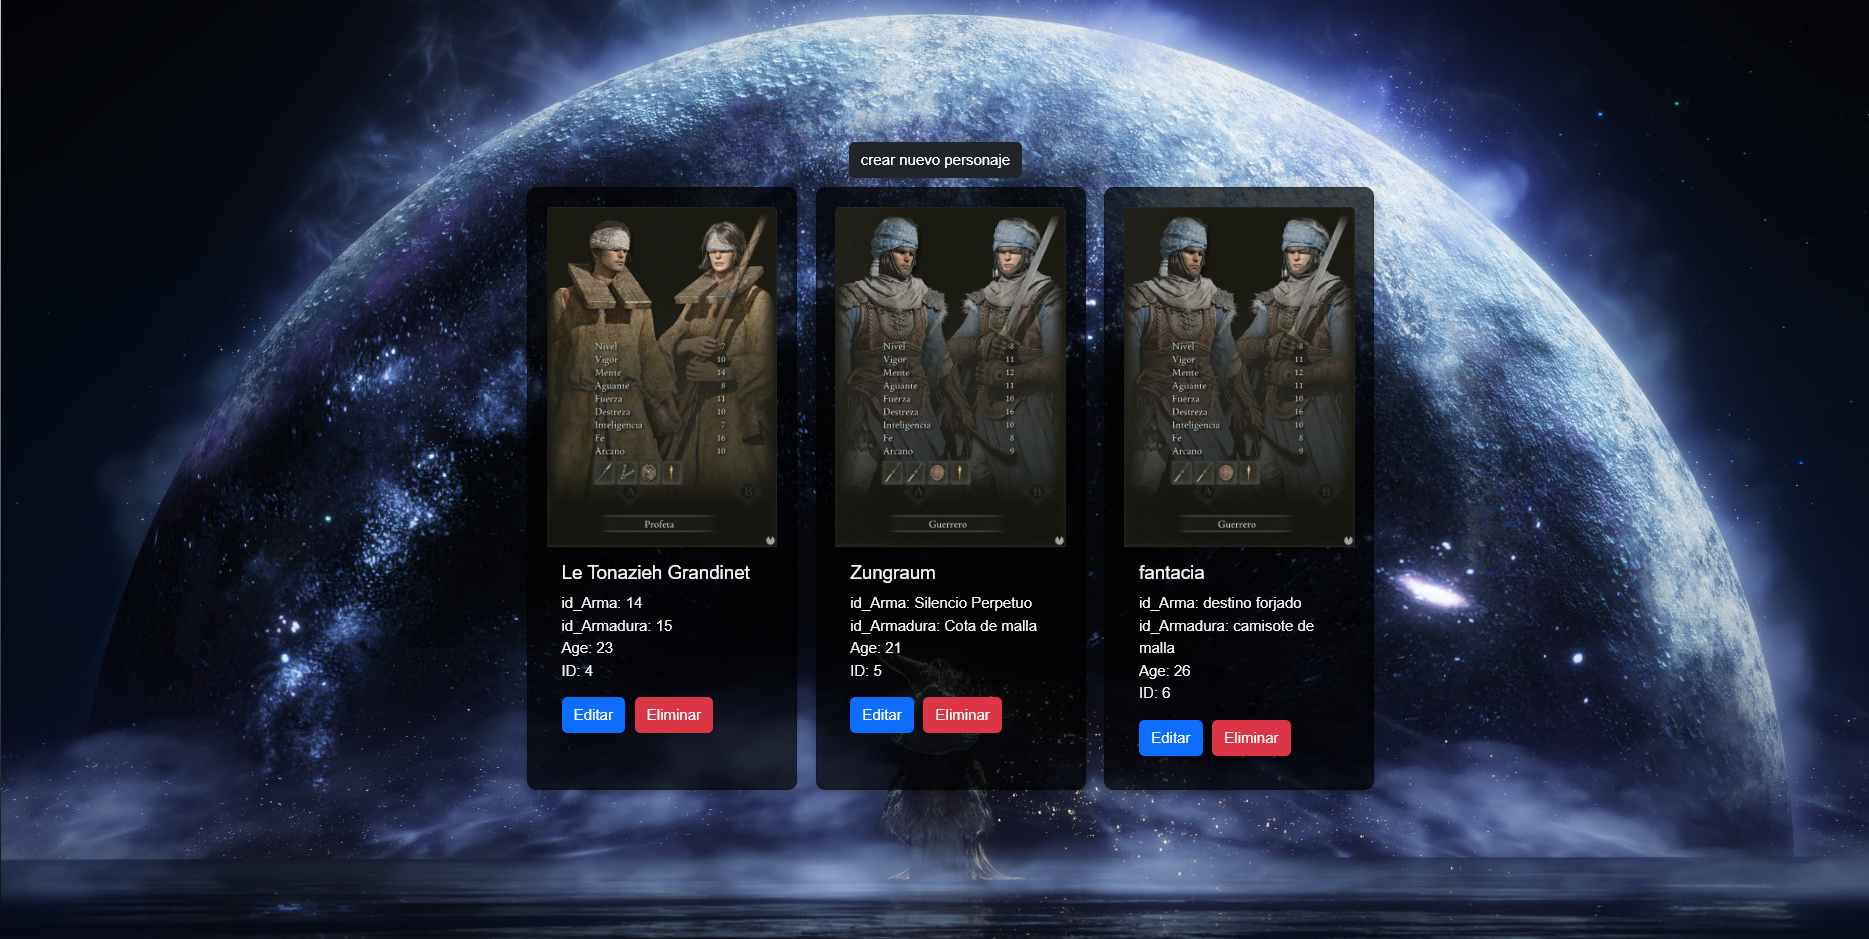 crear nuevo personaje
Nivel 7
Vigor 10
Mente 14
Aguante 8
Fuerza 11
Destreza 10
Inteligencia 7
Fe 16
Arcano 10
A B
Profeta
Le Tonazieh Grandinet
id_Arma: 14
id_Armadura: 15
Age: 23
ID: 4
Editar Eliminar
Nivel 8
Vigor 11
Mente 12
Aguante 11
Fuerza 10
Destreza 16
Inteligencia 10
Fe 8
Arcano 9
A B
Guerrero
Zungraum
id_Arma: Silencio Perpetuo
id_Armadura: Cota de malla
Age: 21
ID: 5
Editar Eliminar
Nivel 8
Vigor 11
Mente 12
Aguante 11
Fuerza 10
Destreza 16
Inteligencia 10
Fe 8
Arcano 9
A B
Guerrero
fantacia
id_Arma: destino forjado
id_Armadura: camisote de
malla
Age: 26
ID: 6
Editar Eliminar